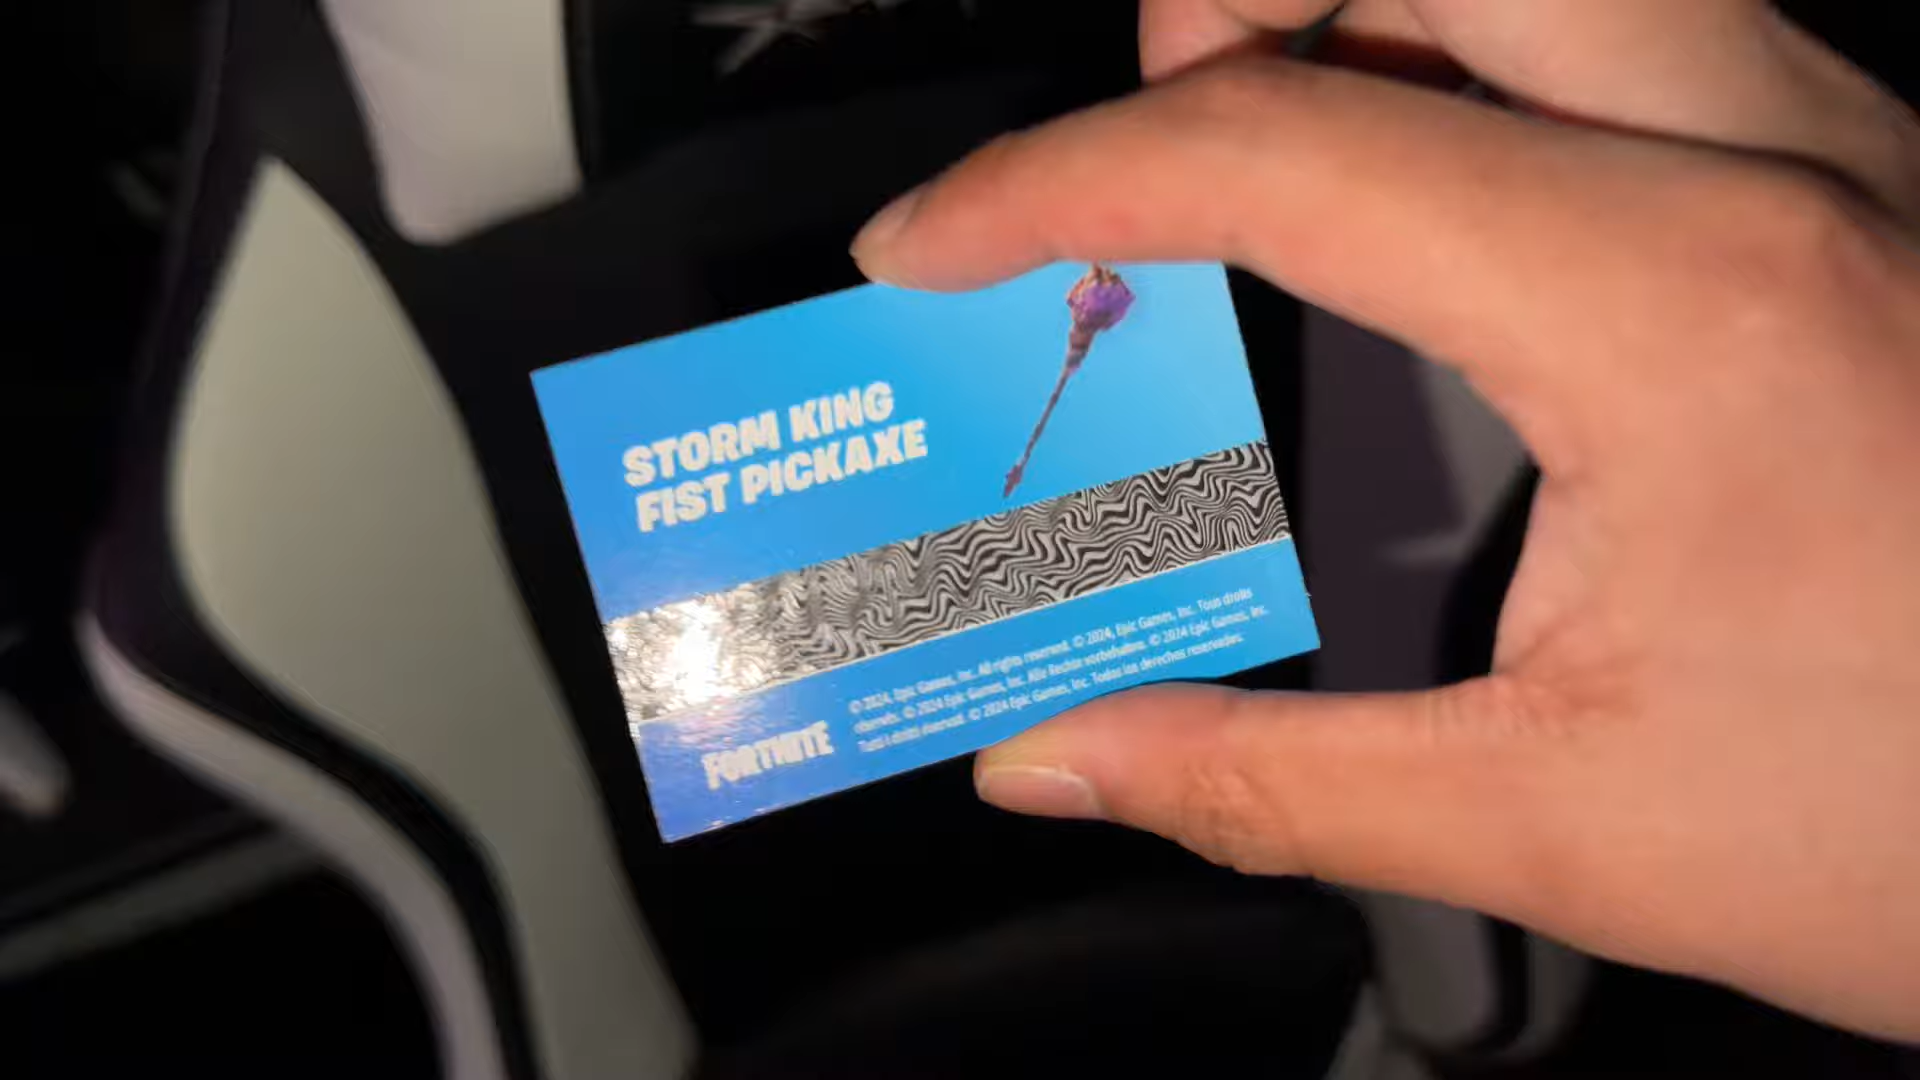 STORM KING
FIST PICKAXE
FORTNITE
© 2024, Epic Games, Inc. All rights reserved. © 2024, Epic Games, Inc. Tous droits
réservés. © 2024 Epic Games, Inc. Alle Rechte vorbehalten. © 2024 Epic Games, Inc.
Tutti i diritti riservati. © 2024 Epic Games, Inc. Todos los derechos reservados.